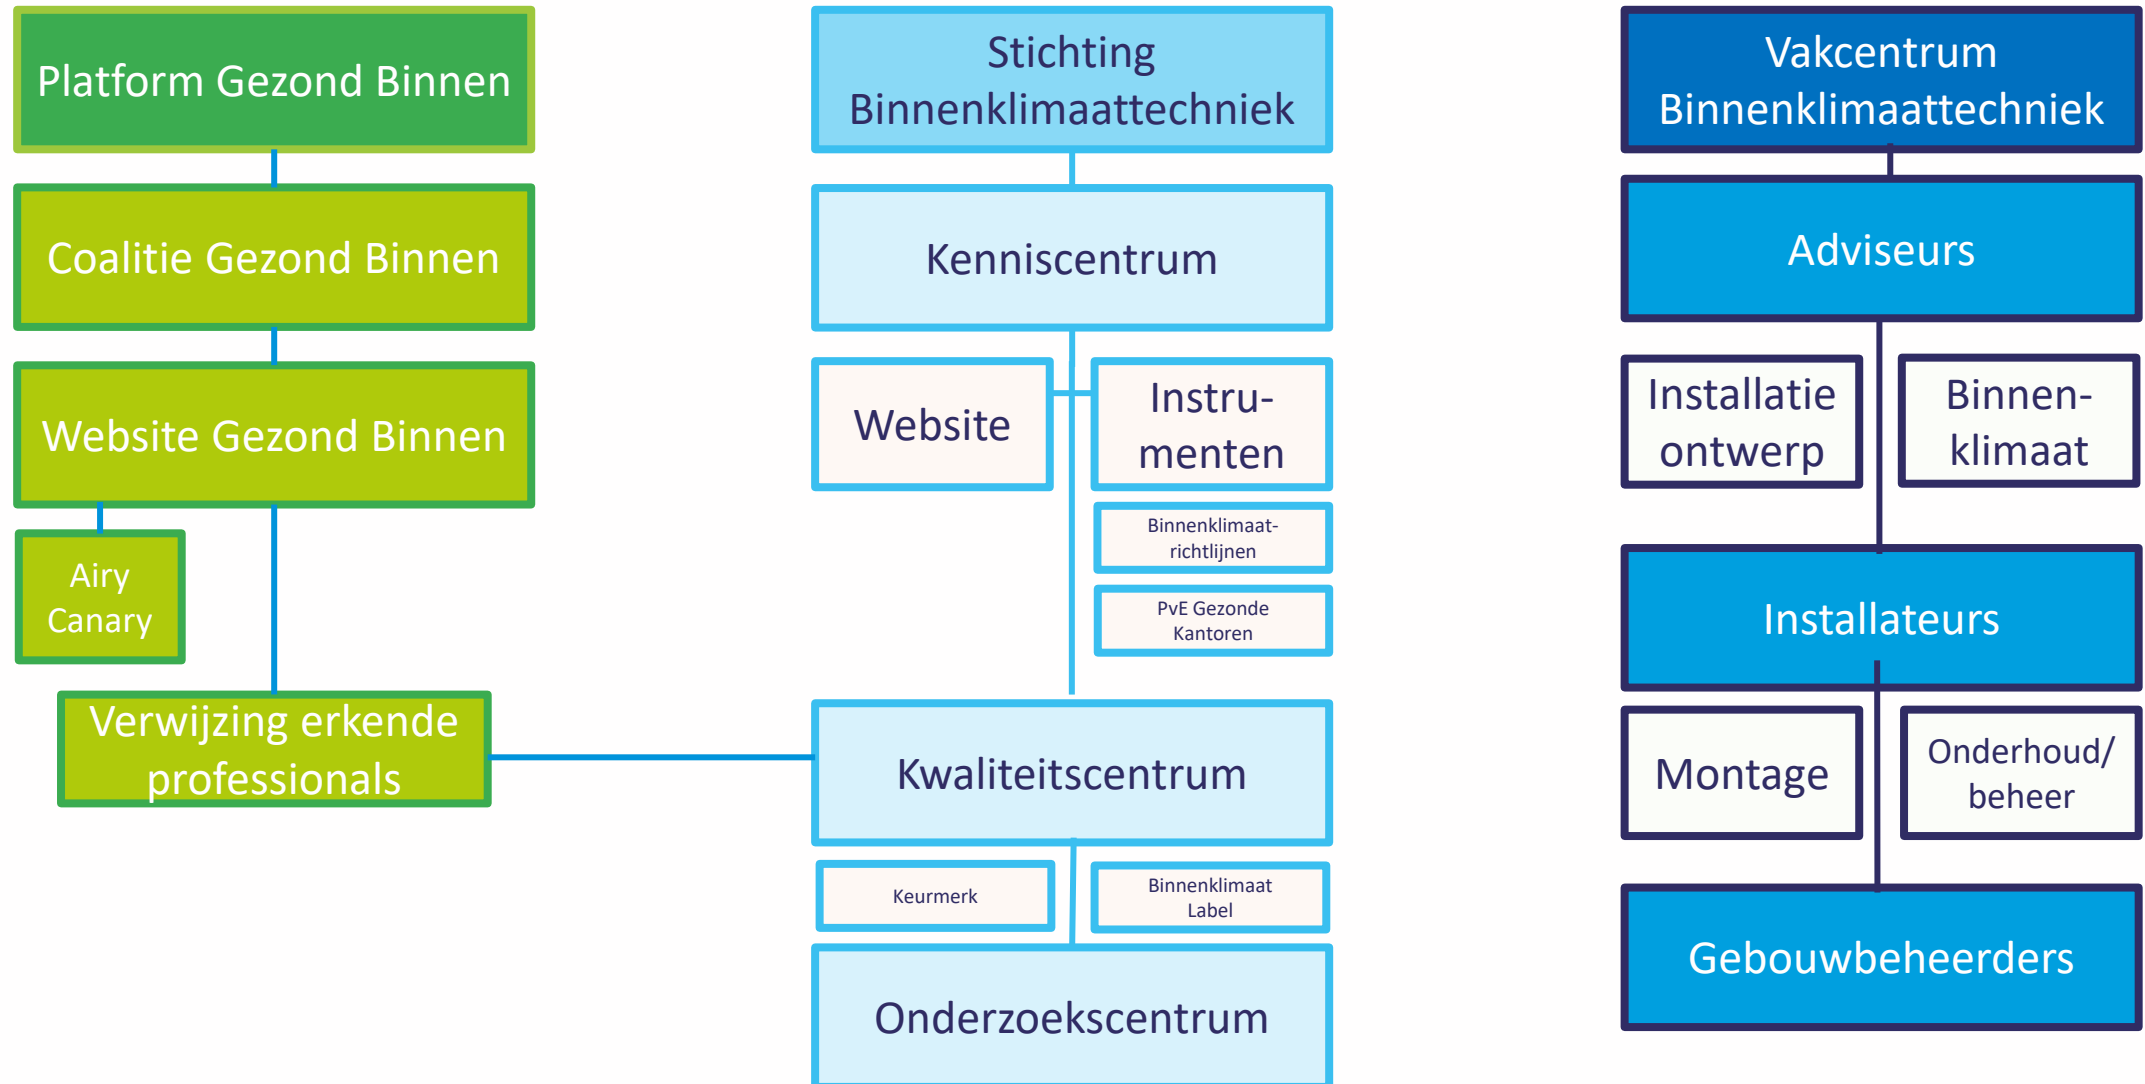 Platform Gezond Binnen
Coalitie Gezond Binnen
Website Gezond Binnen
Airy
Canary
Verwijzing erkende
professionals
Stichting
Binnenklimaattechniek
Kenniscentrum
Website
Instru-
menten
Binnenklimaat-
richtlijnen
PvE Gezonde
Kantoren
Kwaliteitscentrum
Keurmerk
Binnenklimaat
Label
Onderzoekscentrum
Vakcentrum
Binnenklimaattechniek
Adviseurs
Installatie
ontwerp
Binnen-
klimaat
Installateurs
Montage
Onderhoud/
beheer
Gebouwbeheerders